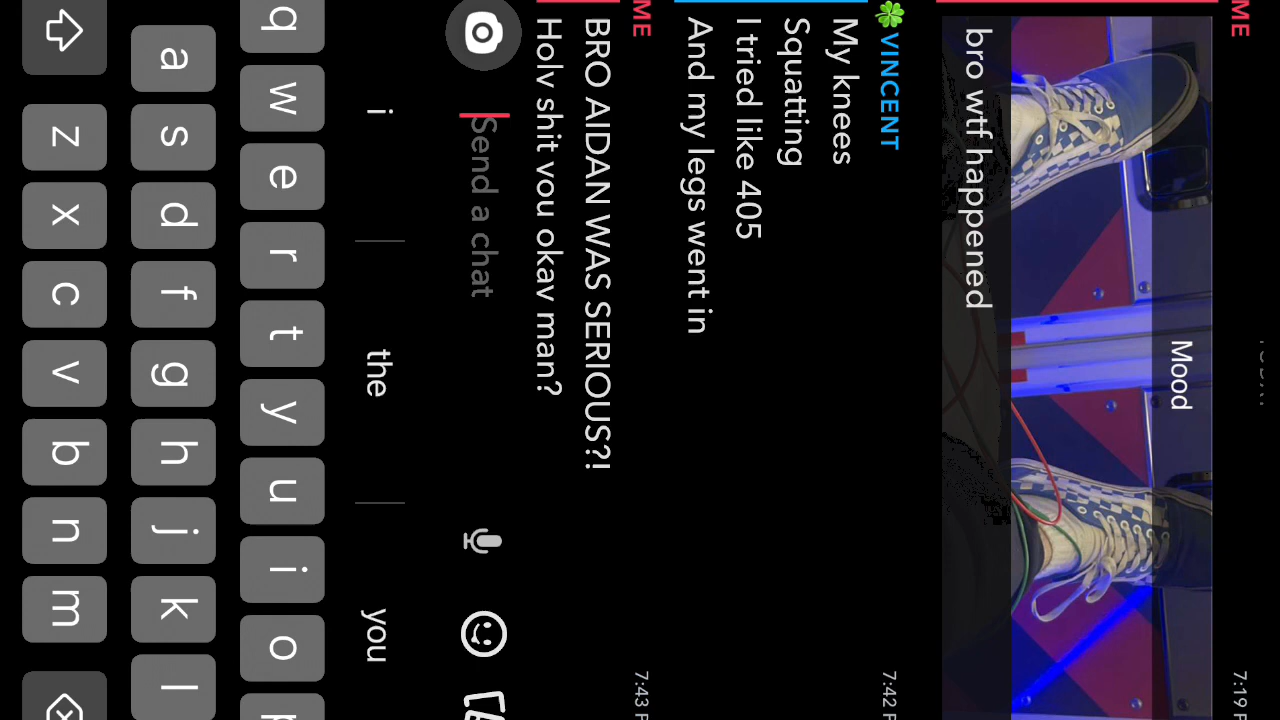 ME
7:19
Mood
bro wtf happened
VINCENT
7:42
My knees
Squatting
I tried like 405
And my legs went in
ME
7:43
BRO AIDAN WAS SERIOUS?!
Holy shit you okay man?
Send a chat
i the you
q w e r t y u i o
a s d f g h j k l
z x c v b n m